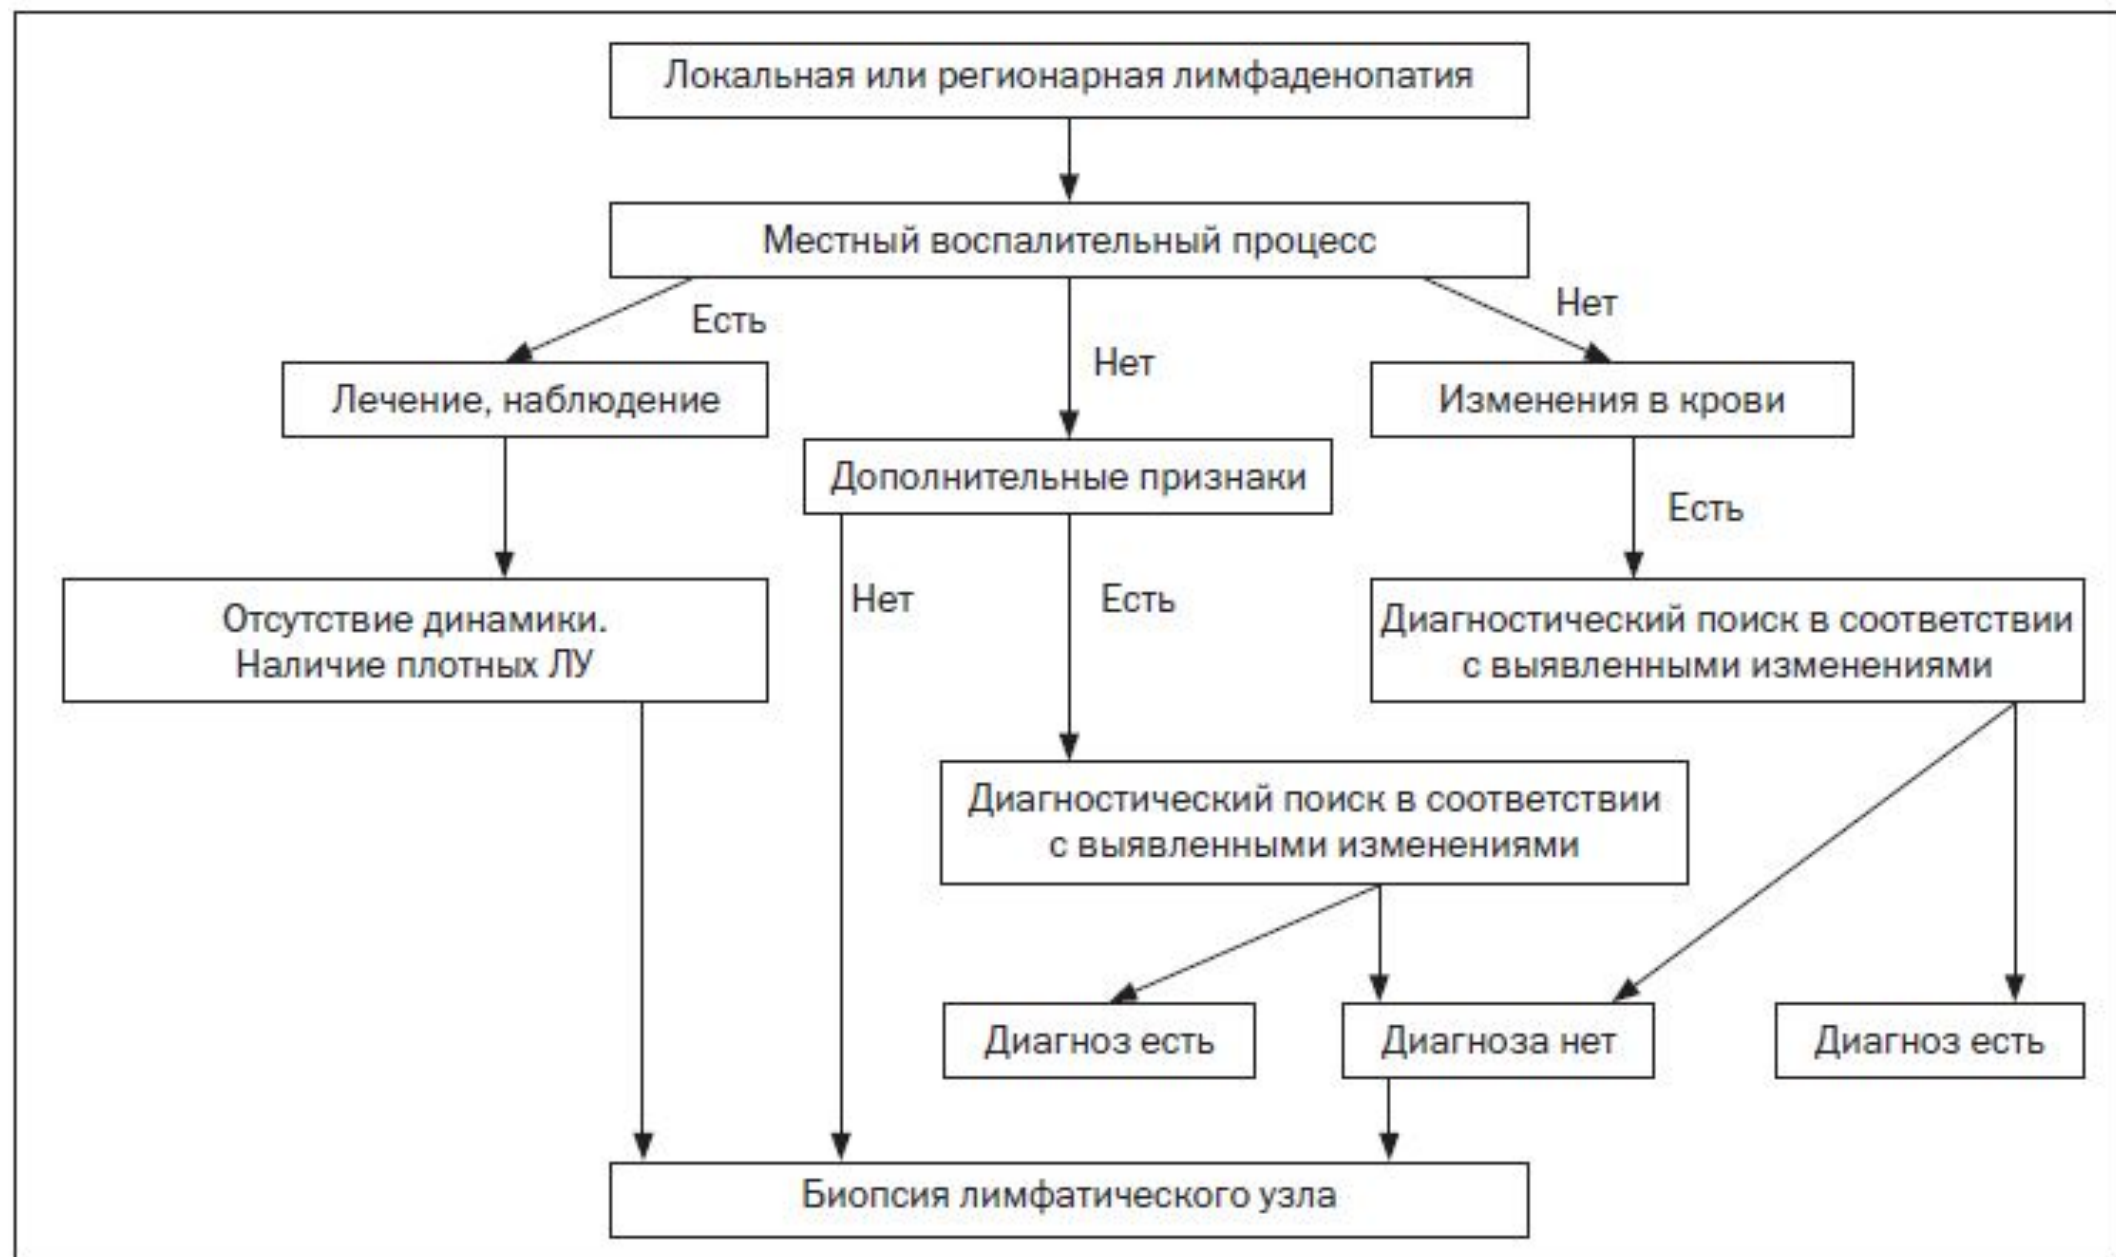 Локальная или регионарная лимфаденопатия
Местный воспалительный процесс
Есть
Нет
Нет
Лечение, наблюдение
Изменения в крови
Дополнительные признаки
Есть
Отсутствие динамики.
Наличие плотных ЛУ
Нет
Есть
Диагностический поиск в соответствии
с выявленными изменениями
Диагностический поиск в соответствии
с выявленными изменениями
Диагноз есть
Диагноза нет
Диагноз есть
Биопсия лимфатического узла